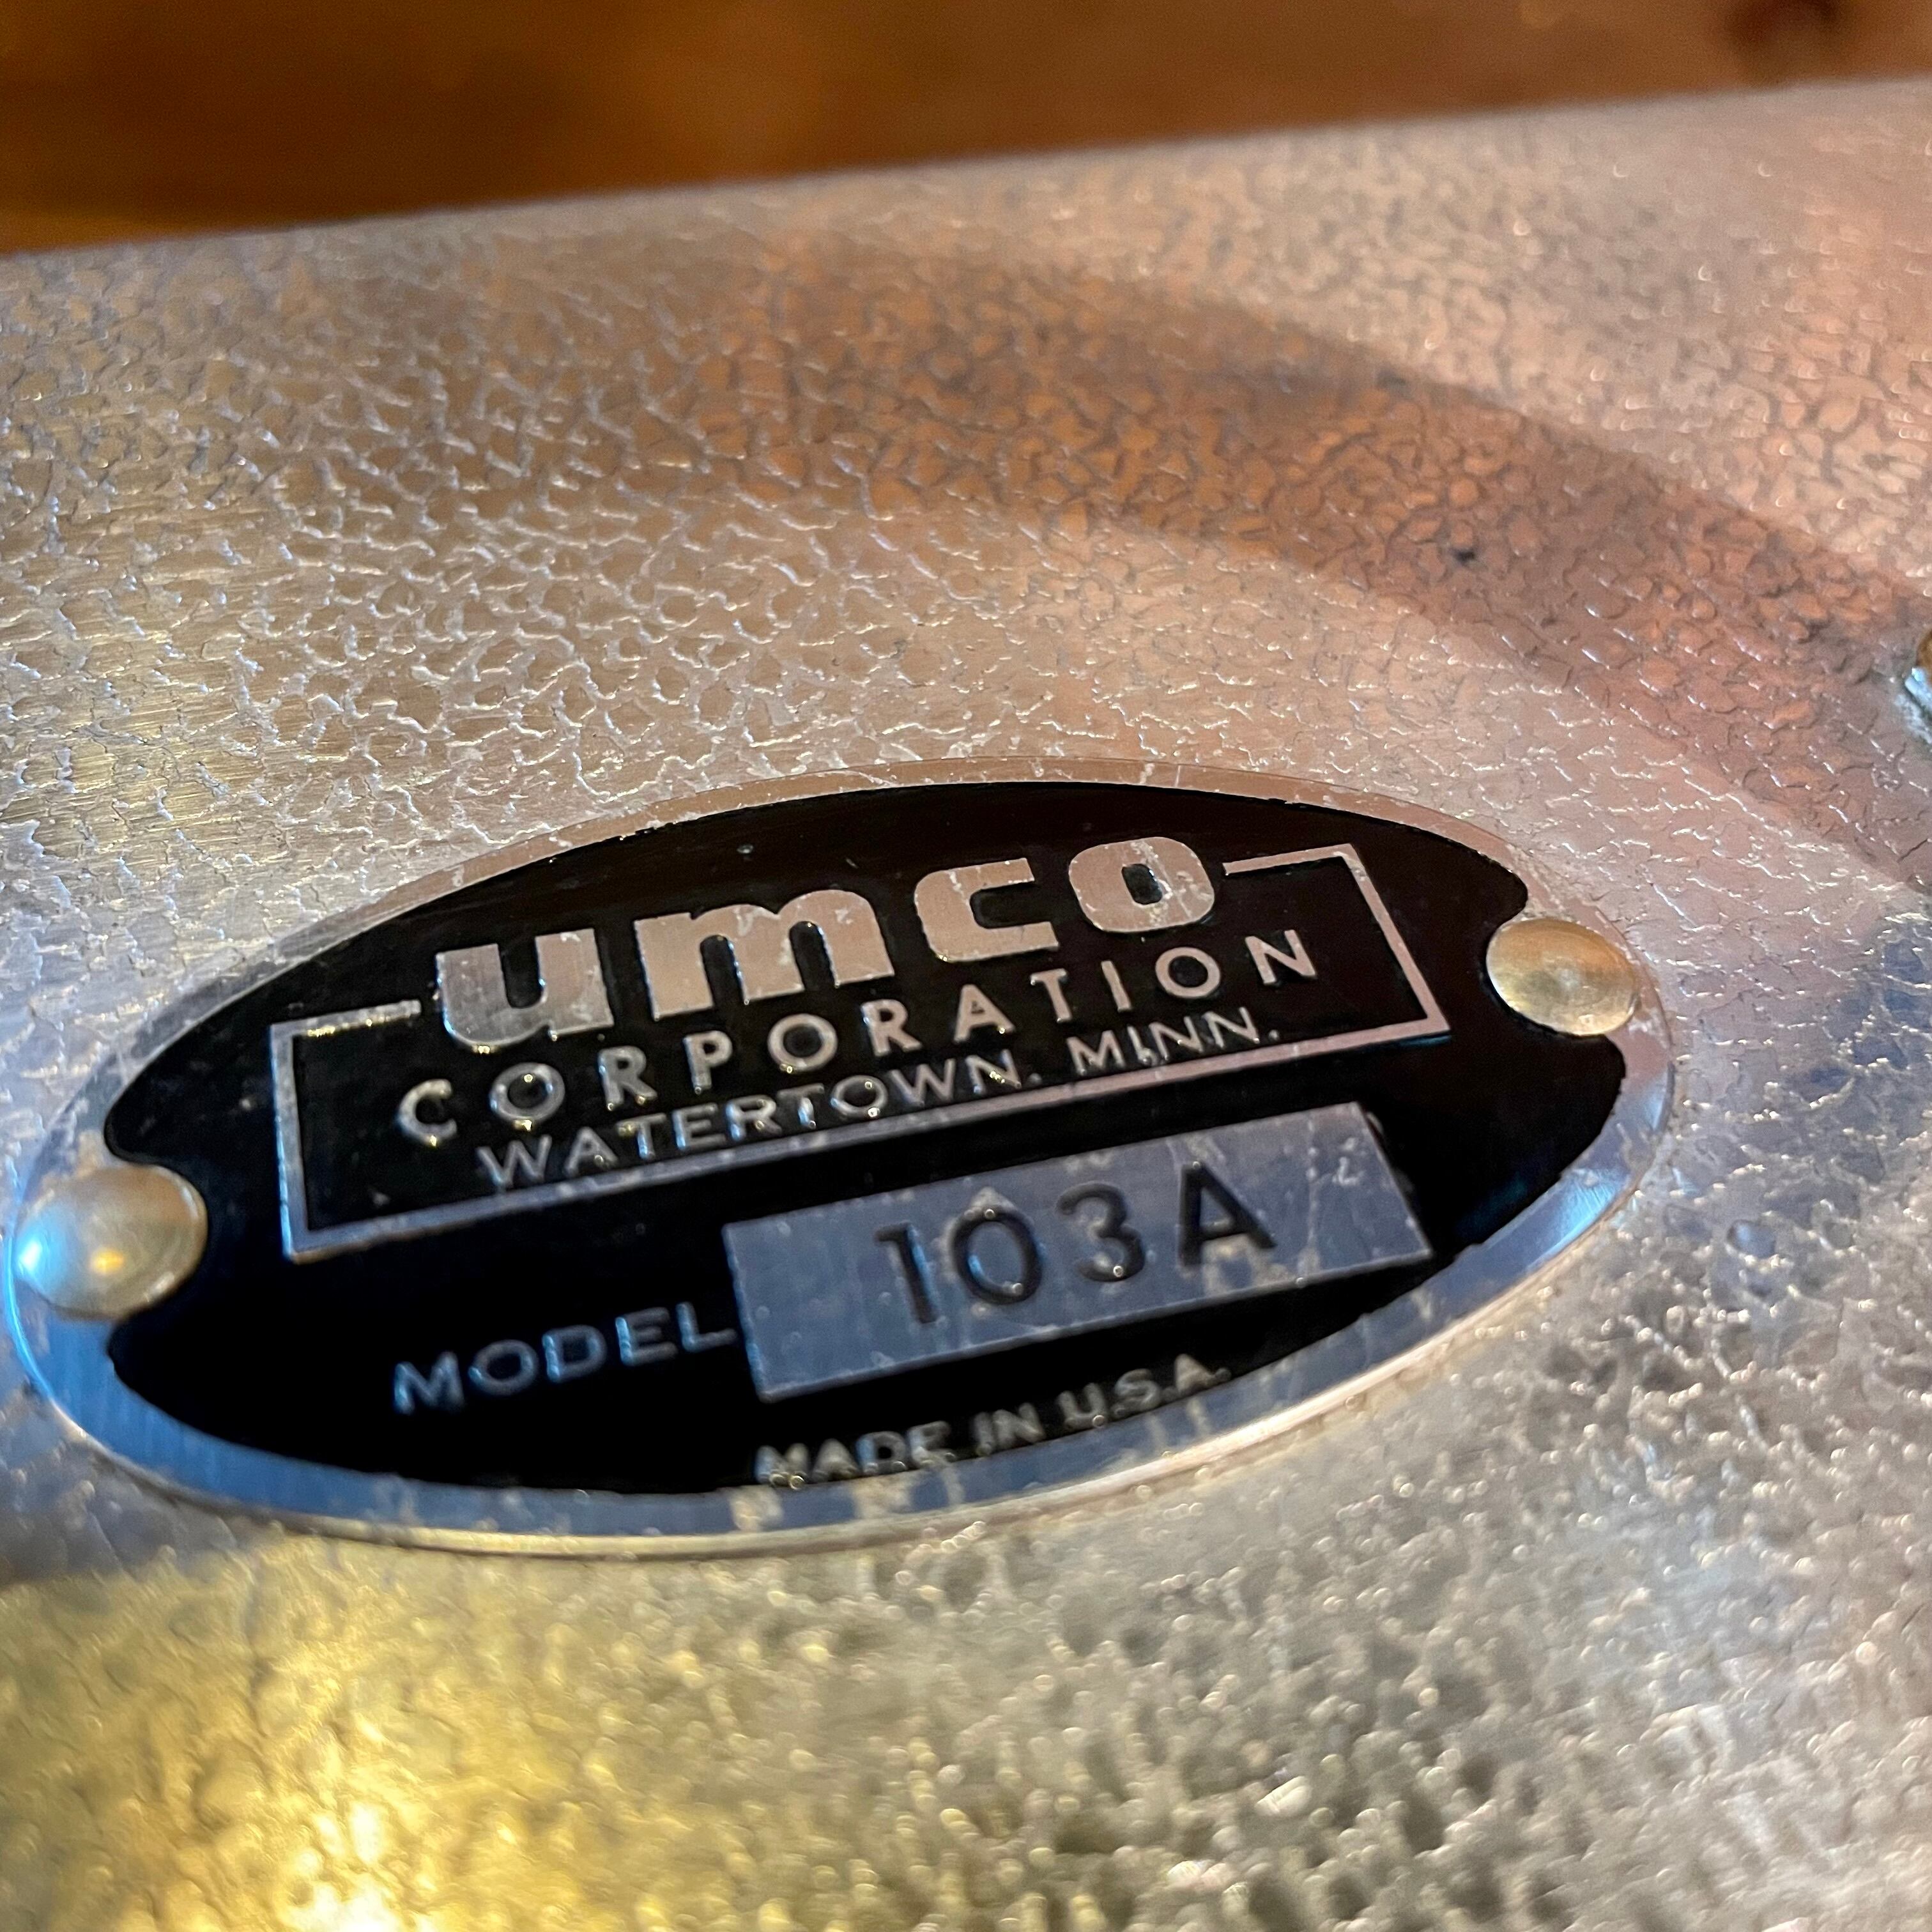 umco
CORPORATION
WATERTOWN, MINN.
MODEL 103A
MADE IN U.S.A.